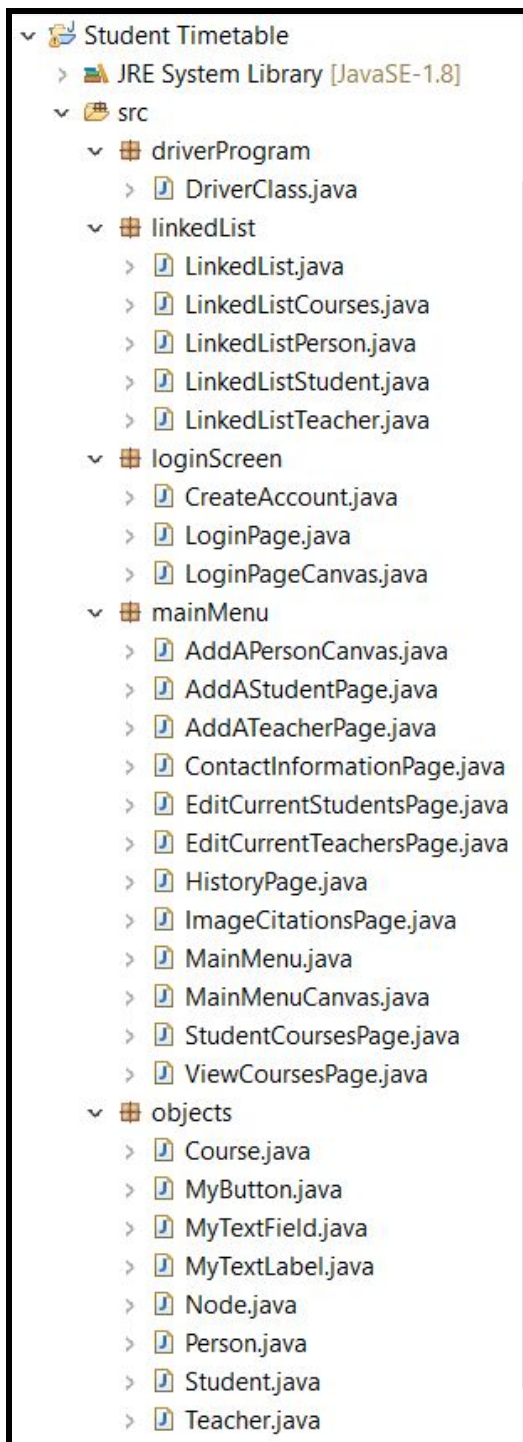 Student Timetable
JRE System Library [JavaSE-1.8]
src
driverProgram
DriverClass.java
linkedList
LinkedList.java
LinkedListCourses.java
LinkedListPerson.java
LinkedListStudent.java
LinkedListTeacher.java
loginScreen
CreateAccount.java
LoginPage.java
LoginPageCanvas.java
mainMenu
AddAPersonCanvas.java
AddAStudentPage.java
AddATeacherPage.java
ContactInformationPage.java
EditCurrentStudentsPage.java
EditCurrentTeachersPage.java
HistoryPage.java
ImageCitationsPage.java
MainMenu.java
MainMenuCanvas.java
StudentCoursesPage.java
ViewCoursesPage.java
objects
Course.java
MyButton.java
MyTextField.java
MyTextLabel.java
Node.java
Person.java
Student.java
Teacher.java